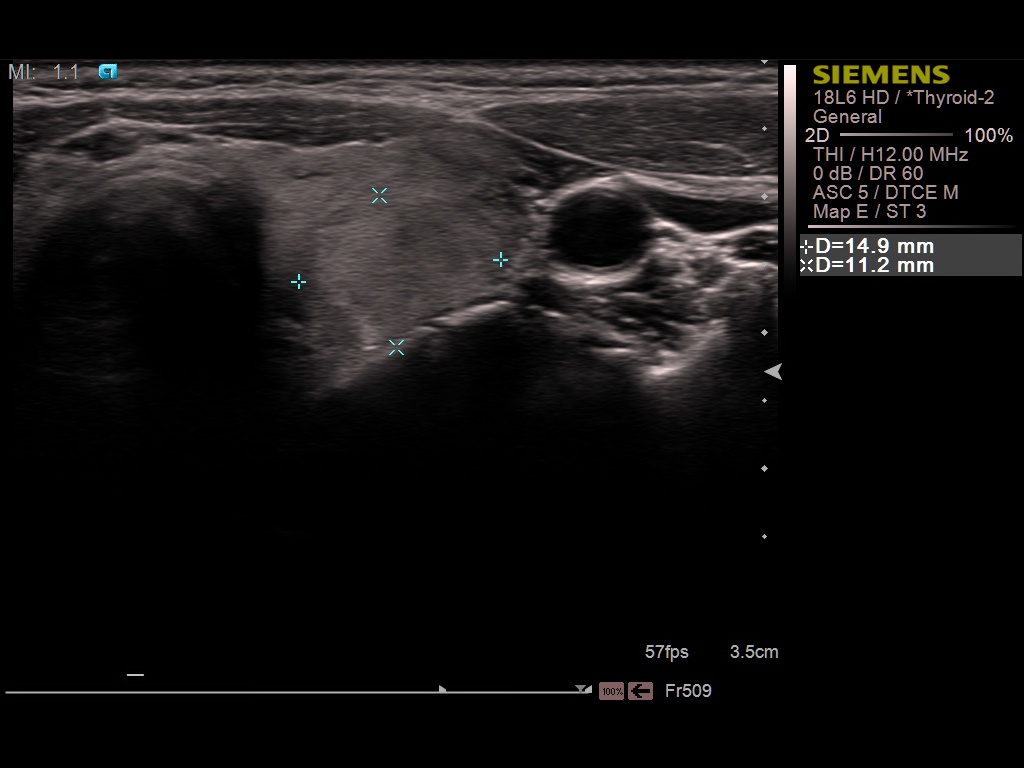 MI: 1.1
SIEMENS
18L6 HD / *Thyroid-2
General
2D 100%
THI / H12.00 MHz
0 dB / DR 60
ASC 5 / DTCE M
Map E / ST 3
D=14.9 mm
D=11.2 mm
57fps 3.5cm
100% Fr509